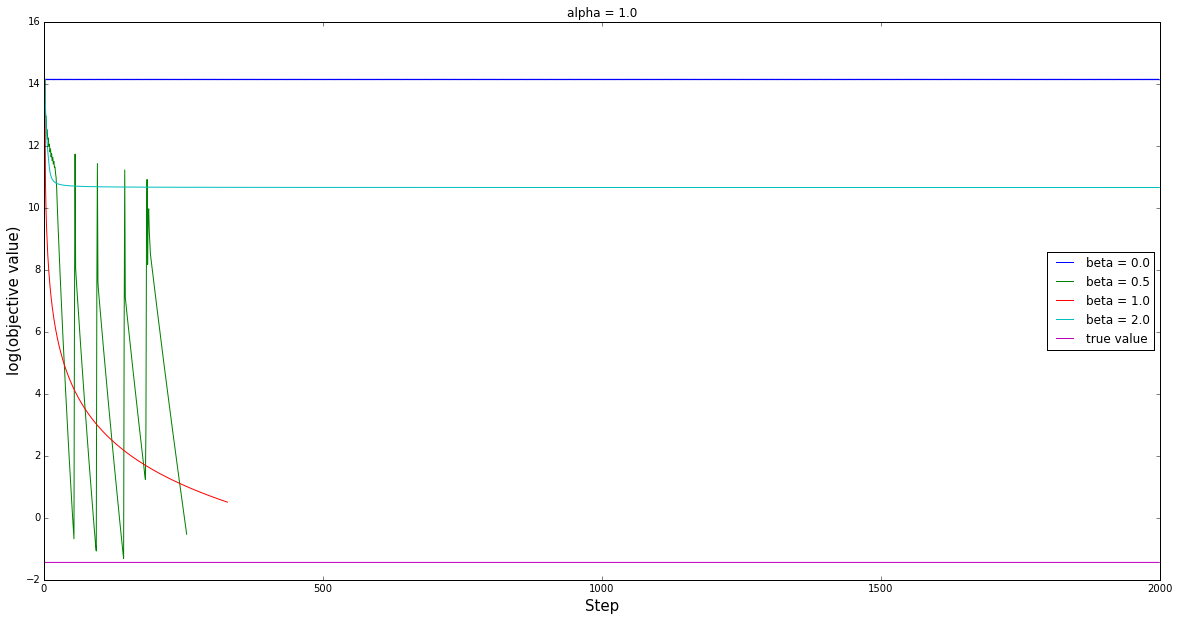 alpha = 1.0
16
14
12
10
8
6
4
2
0
−2
log(objective value)
beta = 0.0
beta = 0.5
beta = 1.0
beta = 2.0
true value
0
500
1000
1500
2000
Step